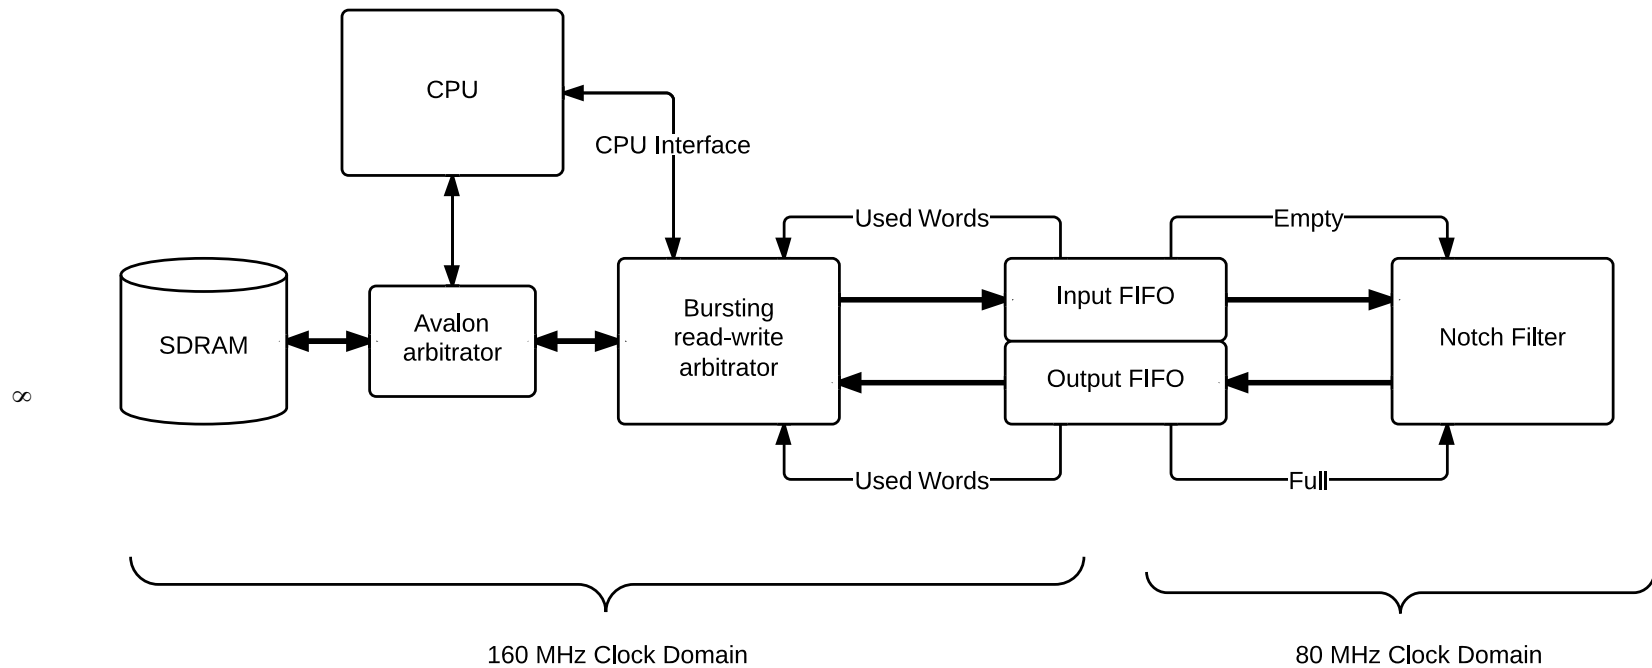 CPU
CPU Interface
Used Words
Empty
SDRAM
Avalon
arbitrator
Bursting
read-write
arbitrator
Input FIFO
Output FIFO
Notch Filter
∞
Used Words
Full
160 MHz Clock Domain
80 MHz Clock Domain